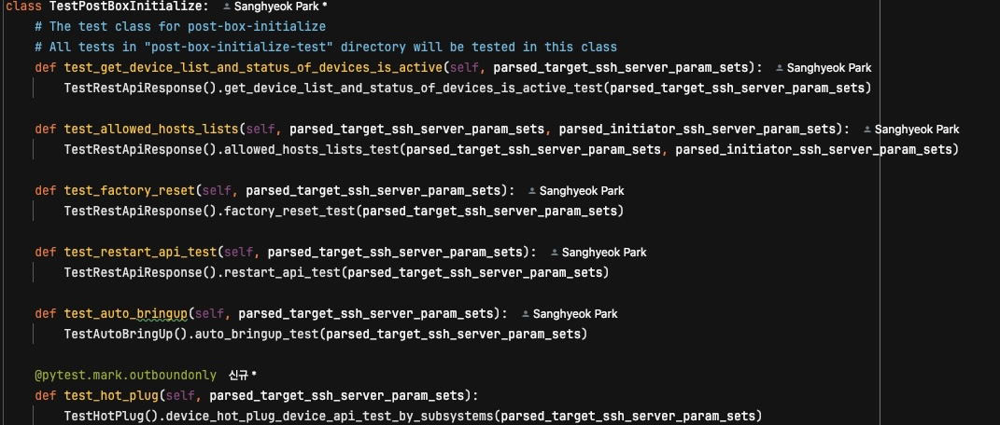 class TestPostBoxInitialize:   Sanghyeok Park *
    # The test class for post-box-initialize
    # All tests in "post-box-initialize-test" directory will be tested in this class
    def test_get_device_list_and_status_of_devices_is_active(self, parsed_target_ssh_server_param_sets):   Sanghyeok Park
        TestRestApiResponse().get_device_list_and_status_of_devices_is_active_test(parsed_target_ssh_server_param_sets)
    def test_allowed_hosts_lists(self, parsed_target_ssh_server_param_sets, parsed_initiator_ssh_server_param_sets):   Sanghyeok Park
        TestRestApiResponse().allowed_hosts_lists_test(parsed_target_ssh_server_param_sets, parsed_initiator_ssh_server_param_sets)
    def test_factory_reset(self, parsed_target_ssh_server_param_sets):   Sanghyeok Park
        TestRestApiResponse().factory_reset_test(parsed_target_ssh_server_param_sets)
    def test_restart_api_test(self, parsed_target_ssh_server_param_sets):   Sanghyeok Park
        TestRestApiResponse().restart_api_test(parsed_target_ssh_server_param_sets)
    def test_auto_bringup(self, parsed_target_ssh_server_param_sets):   Sanghyeok Park
        TestAutoBringUp().auto_bringup_test(parsed_target_ssh_server_param_sets)
    @pytest.mark.outboundonly   신규 *
    def test_hot_plug(self, parsed_target_ssh_server_param_sets):
        TestHotPlug().device_hot_plug_device_api_test_by_subsystems(parsed_target_ssh_server_param_sets)